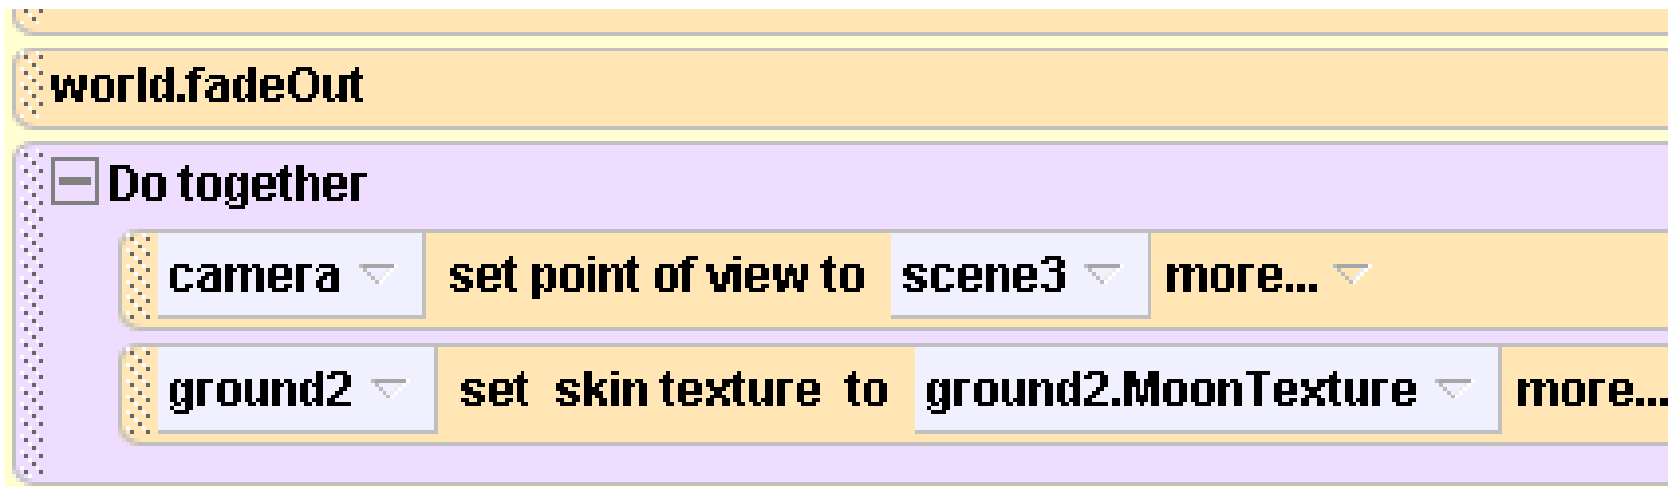 world.fadeOut
Do together
camera set point of view to scene3 more...
ground2 set skin texture to ground2.MoonTexture more...